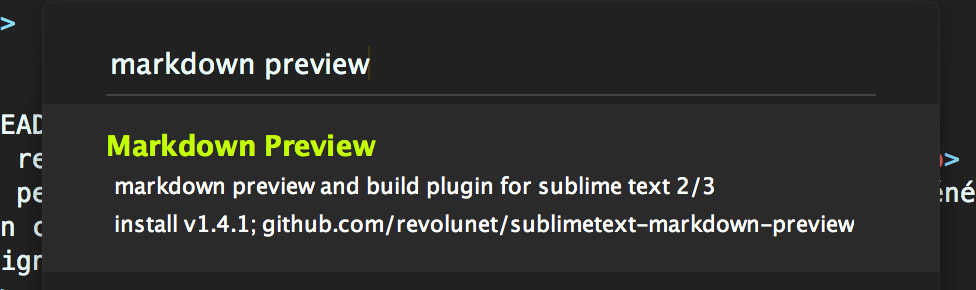 >
markdown preview
Markdown Preview
markdown preview and build plugin for sublime text 2/3
install v1.4.1; github.com/revolunet/sublimetext-markdown-preview